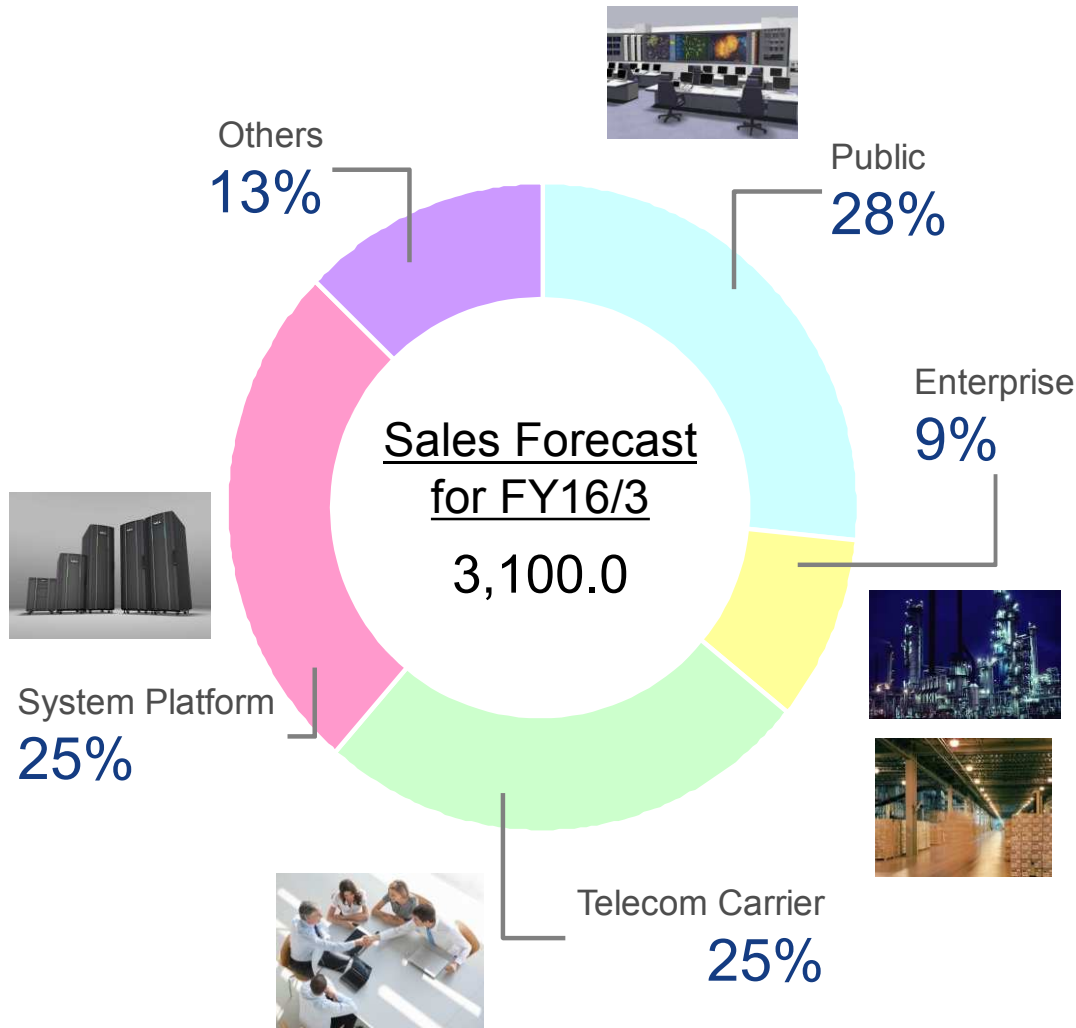 Others
13%
Public
28%
Enterprise
9%
Sales Forecast
for FY16/3
3,100.0
System Platform
25%
Telecom Carrier
25%